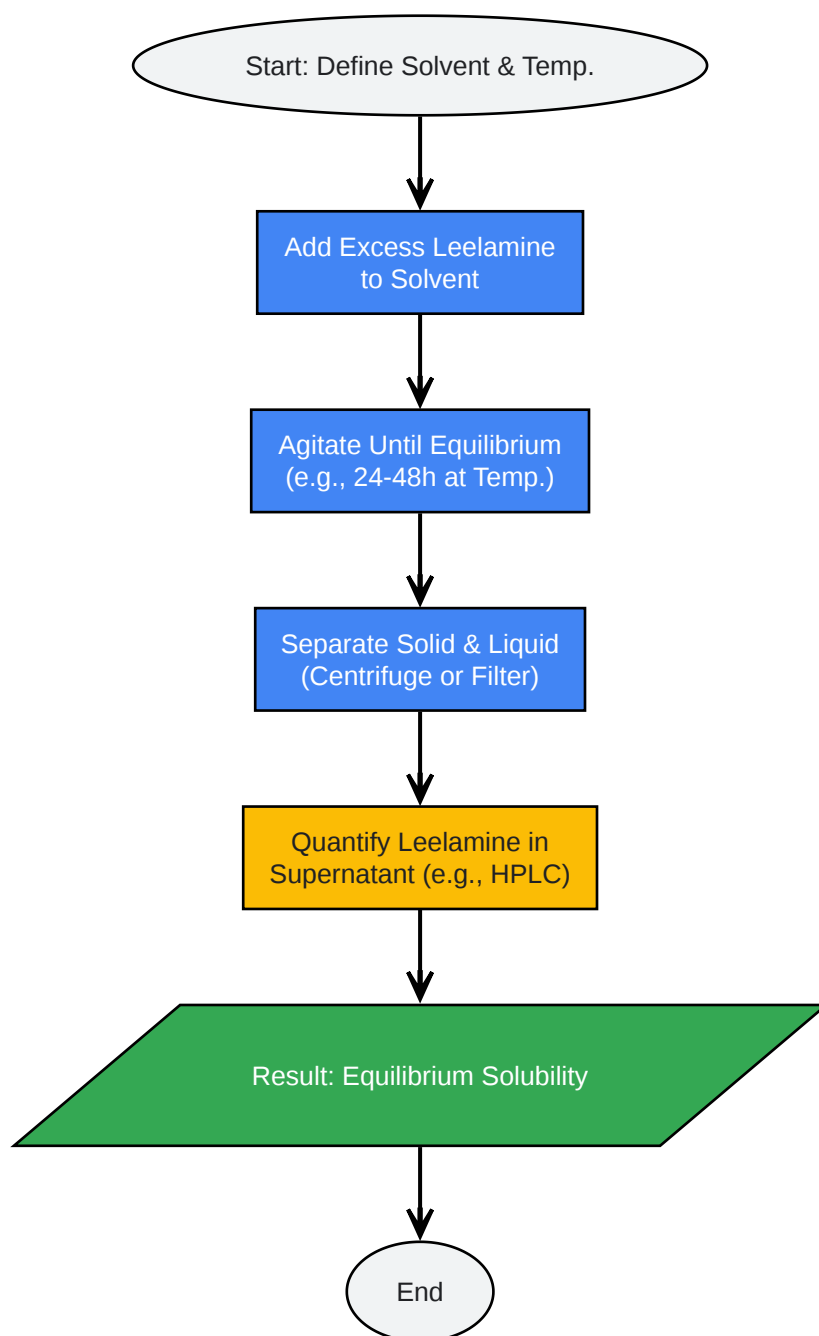 Start: Define Solvent & Temp.
Add Excess Leelamine
to Solvent
Agitate Until Equilibrium
(e.g., 24-48h at Temp.)
Separate Solid & Liquid
(Centrifuge or Filter)
Quantify Leelamine in
Supernatant (e.g., HPLC)
Result: Equilibrium Solubility
End